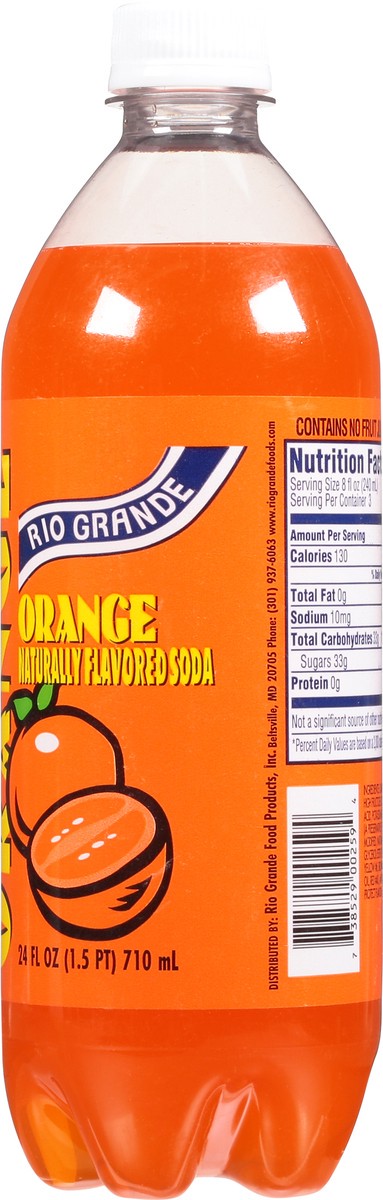 RIO GRANDE
ORANGE
NATURALLY FLAVORED SODA
24 FL OZ (1.5 PT) 710 mL
DISTRIBUTED BY: Rio Grande Food Products, Inc. Beltsville, MD 20705 Phone: (301) 937-6063 www.riograndefoods.com
CONTAINS NO FRUIT
Nutrition Fact
Serving Size 8 fl oz (240 mL
Serving Per Container 3
Amount Per Serving
Calories 130
Total Fat 0g
Sodium 10mg
Total Carbohydrates 33g
Sugars 33g
Protein 0g
Not a significant source of other
*Percent Daily Values are based on a
7 38529 00259 4